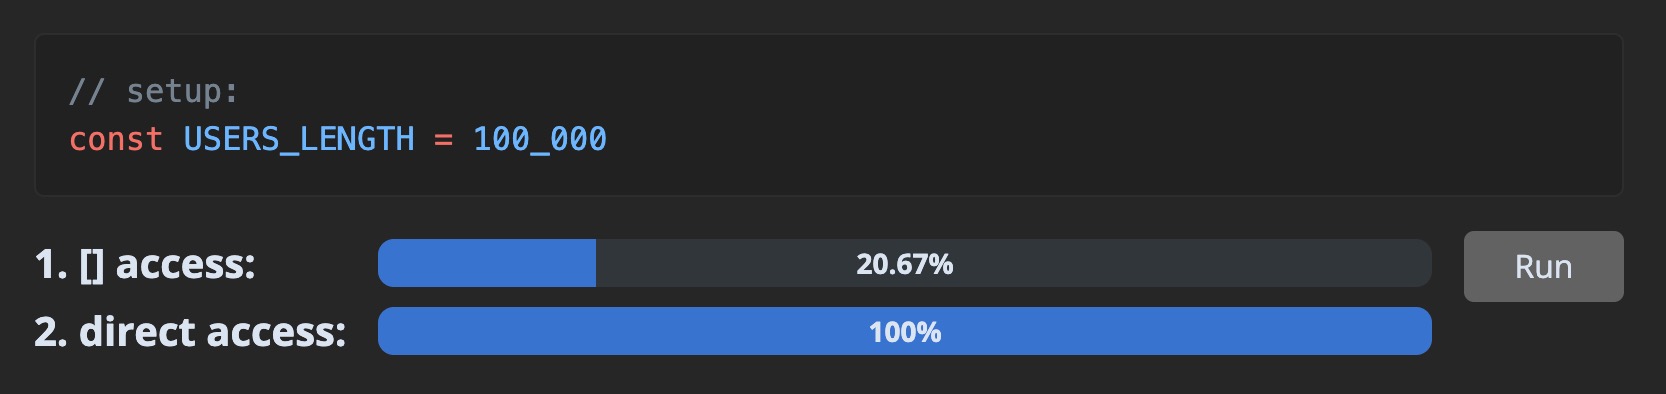 // setup:
const USERS_LENGTH = 100_000
1. [] access:
20.67%
Run
2. direct access:
100%